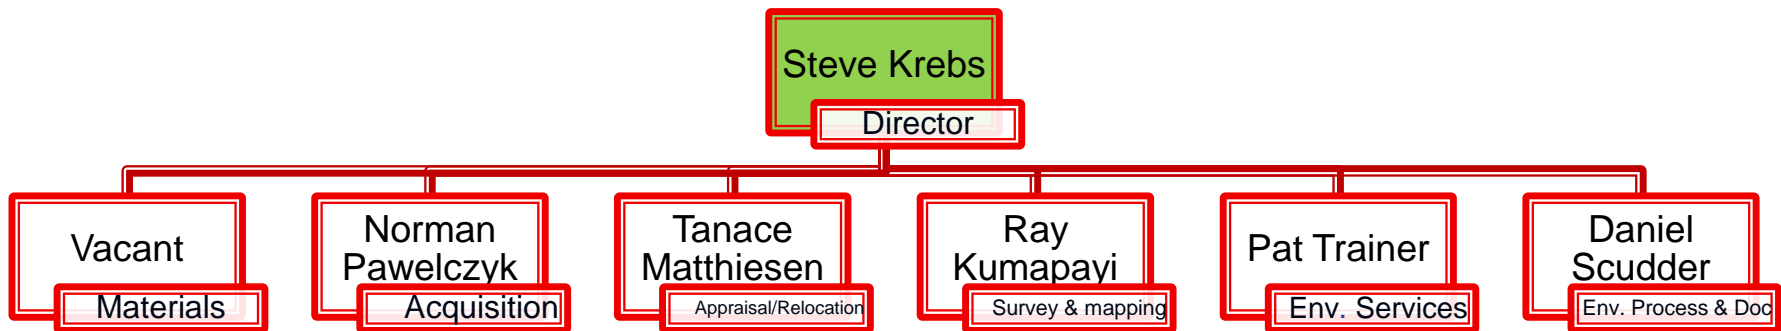 Steve Krebs
Director
Vacant
Materials
Norman
Pawelczyk
Acquisition
Tanace
Matthiesen
Appraisal/Relocation
Ray
Kumapayi
Survey & mapping
Pat Trainer
Env. Services
Daniel
Scudder
Env. Process & Doc